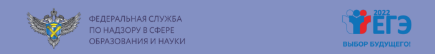 ФЕДЕРАЛЬНАЯ СЛУЖБА
ПО НАДЗОРУ В СФЕРЕ
ОБРАЗОВАНИЯ И НАУКИ
2022
ЕГЭ
ВЫБОР БУДУЩЕГО!